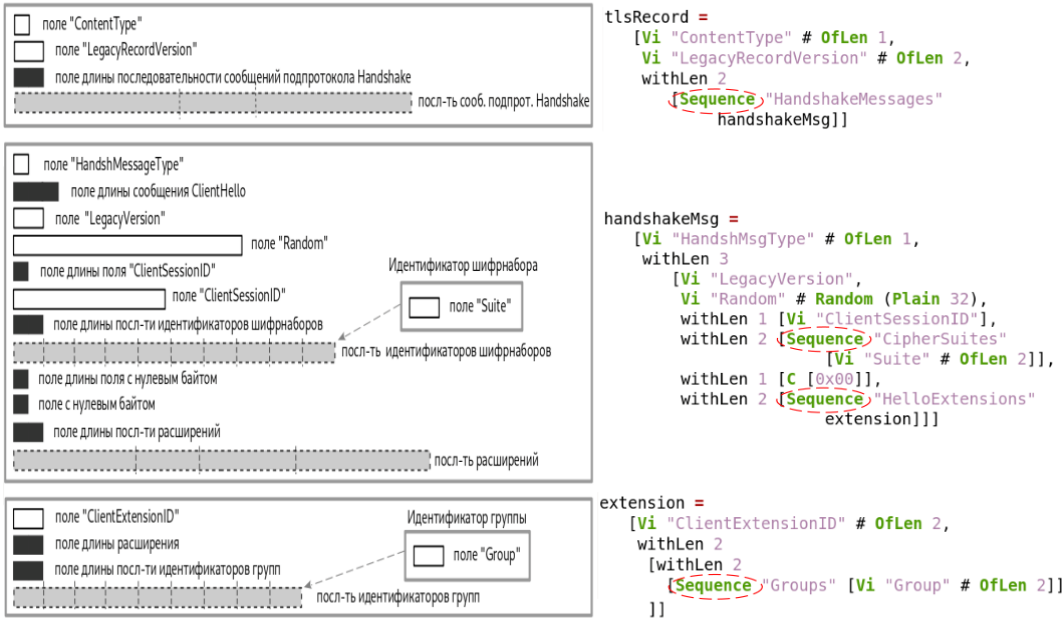 поле "ContentType"
поле "LegacyRecordVersion"
поле длины последовательности сообщений подпротокола Handshake
посл-ть сооб. подпрот. Handshake
tlsRecord =
[Vi "ContentType" # OfLen 1,
Vi "LegacyRecordVersion" # OfLen 2,
withLen 2
[Sequence "HandshakeMessages"
handshakeMsg]]
поле "HandshMessageType"
поле длины сообщения ClientHello
поле "LegacyVersion"
поле "Random"
поле длины поля "ClientSessionID"
поле "ClientSessionID"
поле длины посл-ти идентификаторов шифрнаборов
посл-ть идентификаторов шифрнаборов
поле длины поля с нулевым байтом
поле с нулевым байтом
поле длины посл-ти расширений
посл-ть расширений
Идентификатор шифрнабора
поле "Suite"
handshakeMsg =
[Vi "HandshMsgType" # OfLen 1,
withLen 3
[Vi "LegacyVersion",
Vi "Random" # Random (Plain 32),
withLen 1 [Vi "ClientSessionID"],
withLen 2 [Sequence "CipherSuites"
[Vi "Suite" # OfLen 2]],
withLen 1 [C [0x00]],
withLen 2 [Sequence "HelloExtensions"
extension]]]
поле "ClientExtensionID"
поле длины расширения
поле длины посл-ти идентификаторов групп
посл-ть идентификаторов групп
Идентификатор группы
поле "Group"
extension =
[Vi "ClientExtensionID" # OfLen 2,
withLen 2
[withLen 2
[Sequence "Groups" [Vi "Group" # OfLen 2]]
]]